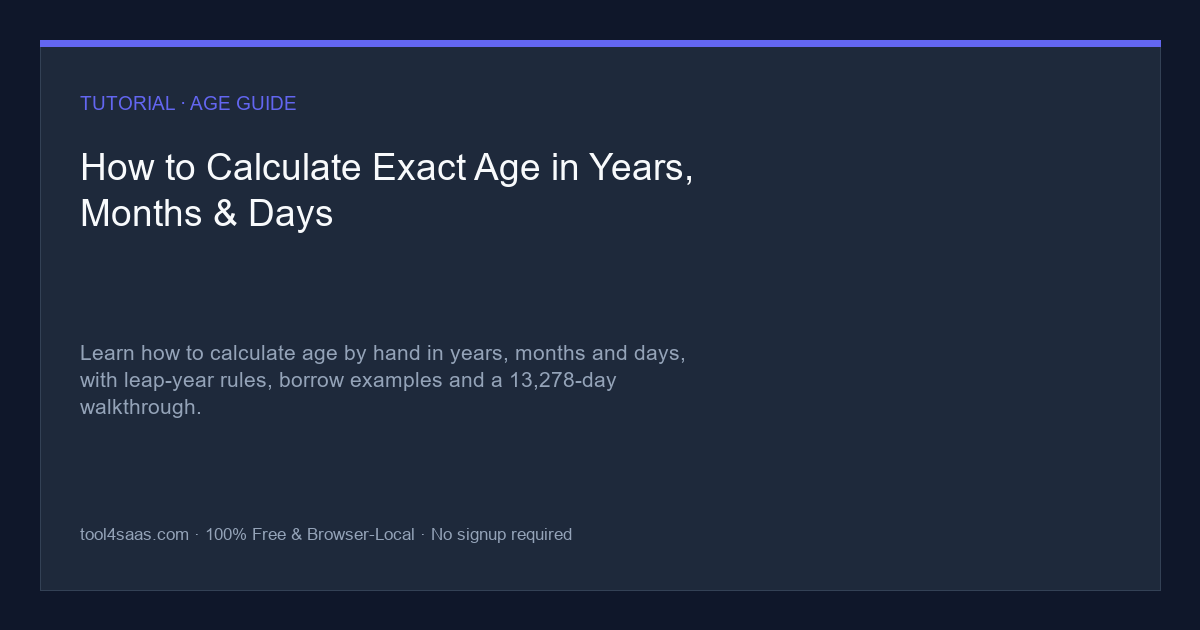 TUTORIAL · AGE GUIDE
How to Calculate Exact Age in Years,
Months & Days
Learn how to calculate age by hand in years, months and days,
with leap-year rules, borrow examples and a 13,278-day
walkthrough.
tool4saas.com · 100% Free & Browser-Local · No signup required